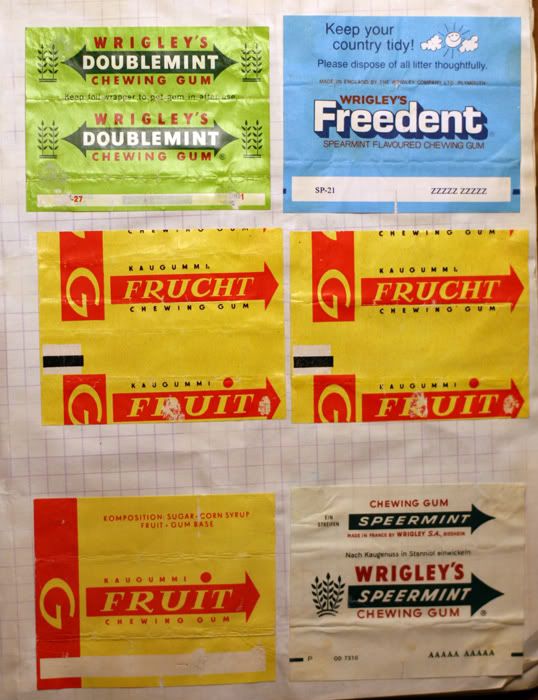 WRIGLEY'S
DOUBLEMINT
CHEWING GUM
Keep foil wrapper to put gum in after use
WRIGLEY'S
DOUBLEMINT
CHEWING GUM
-27
Keep your
country tidy!
Please dispose of all litter thoughtfully.
MADE IN ENGLAND BY THE WRIGLEY COMPANY LTD. PLYMOUTH
WRIGLEY'S
Freedent
SPEARMINT FLAVOURED CHEWING GUM
SP-21 ZZZZZ ZZZZZ
CHEWING GUM
G
KAUGUMMI
FRUCHT
CHEWING GUM
G
KAUGUMMI
FRUIT
CHEWING GUM
G
KAUGUMMI
FRUCHT
CHEWING GUM
G
KAUGUMMI
FRUIT
KOMPOSITION: SUGAR-CORN SYRUP
FRUIT-GUM BASE
G
KAUGUMMI
FRUIT
CHEWING GUM
CHEWING GUM
EIN
STREIFEN
SPEERMINT
MADE IN FRANCE BY WRIGLEY S.A., BIESHEIM
Nach Kaugenuss in Stanniol einwickeln
WRIGLEY'S
SPEERMINT
CHEWING GUM ®
P 00 7310 AAAAA AAAAA